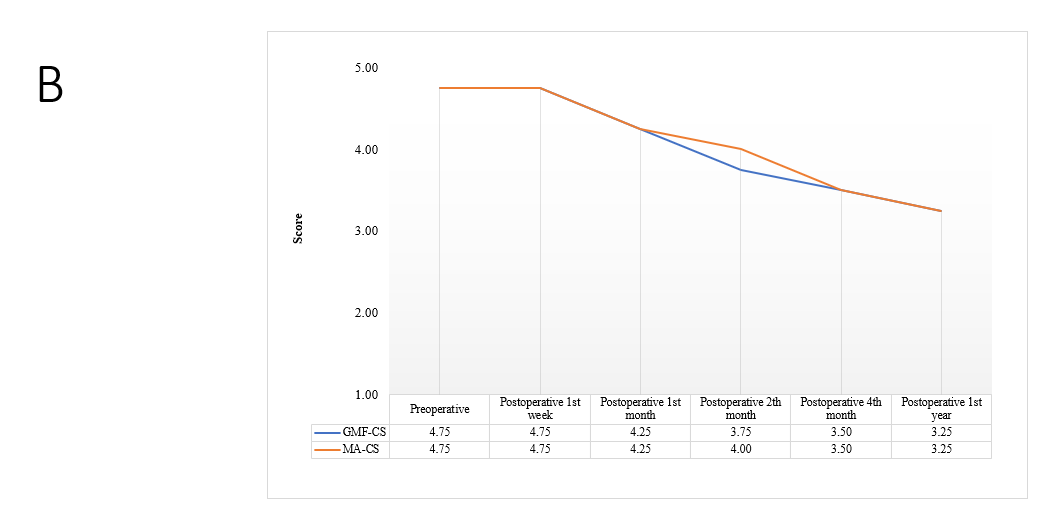 B
5.00
4.00
3.00
2.00
1.00
Score
Preoperative
Postoperative 1st week
Postoperative 1st month
Postoperative 2th month
Postoperative 4th month
Postoperative 1st year
GMF-CS 4.75 4.75 4.25 3.75 3.50 3.25
MA-CS 4.75 4.75 4.25 4.00 3.50 3.25